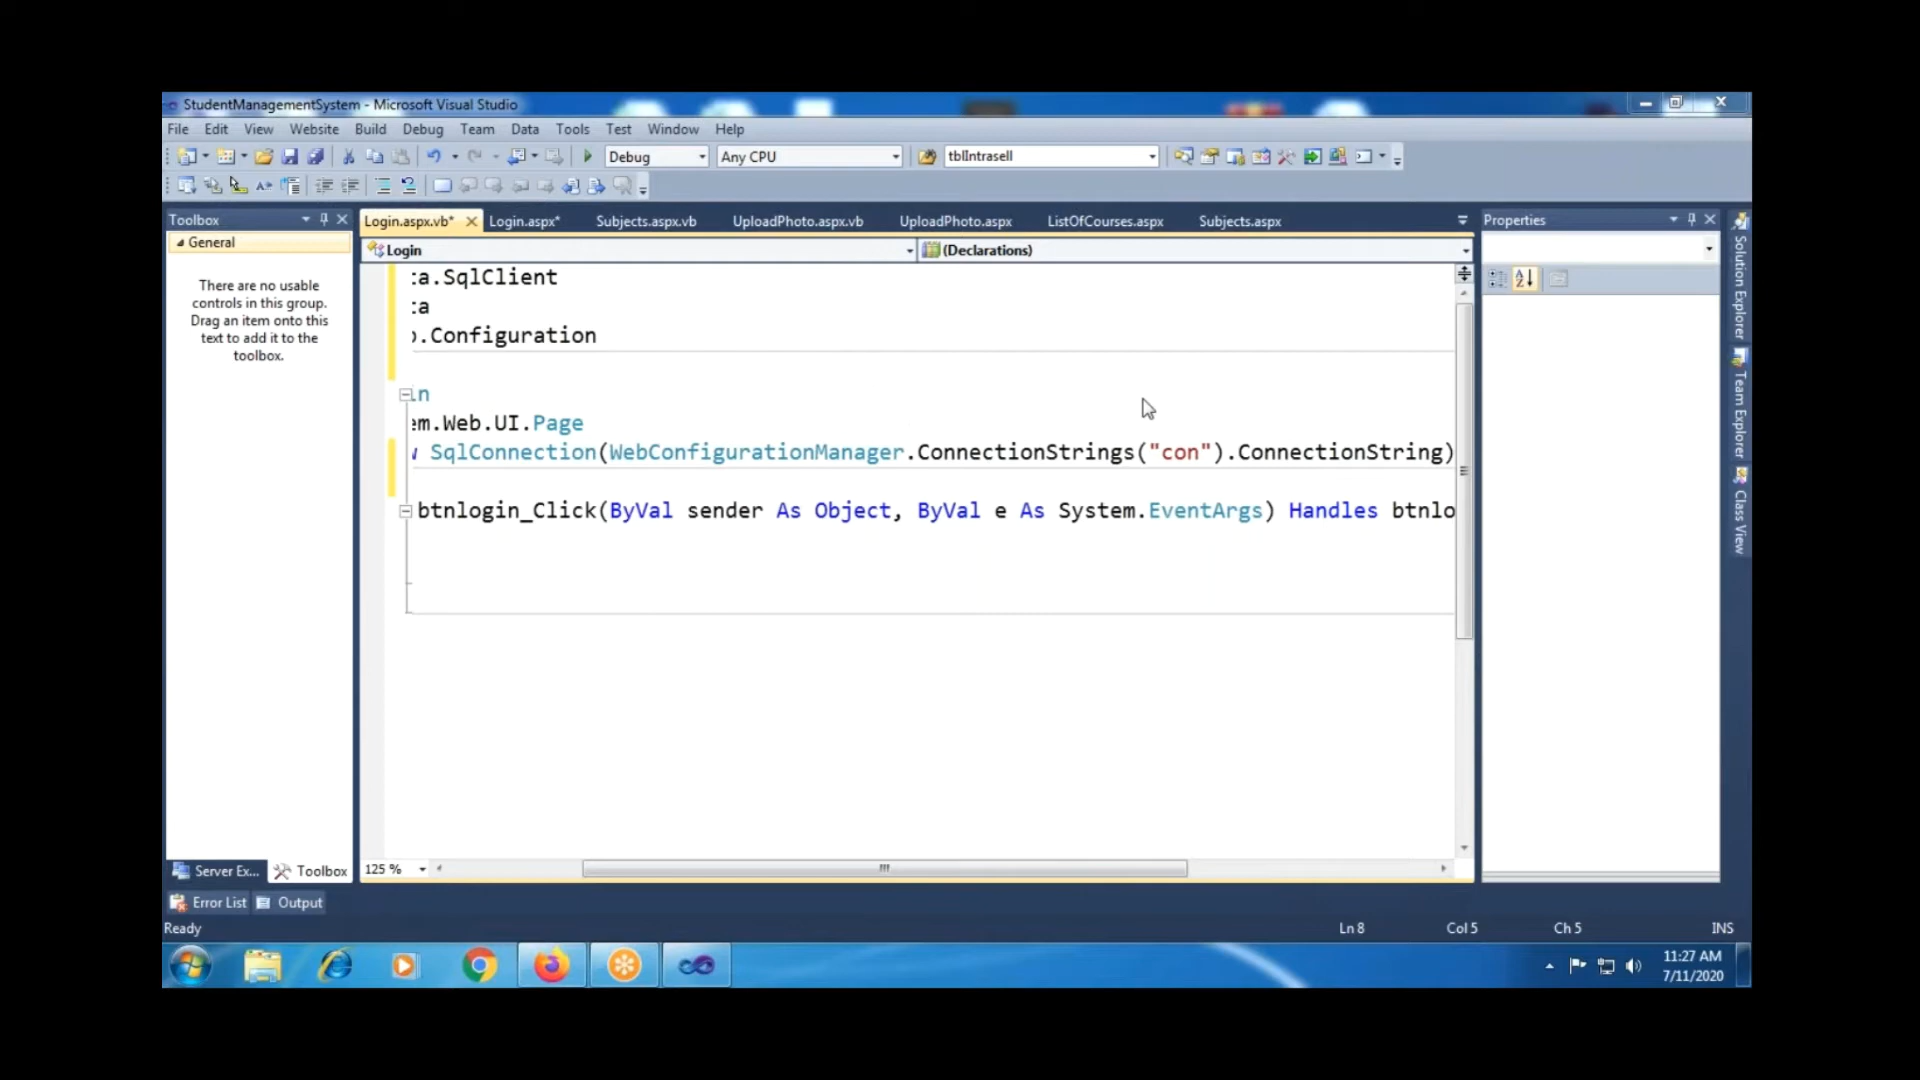 StudentManagementSystem - Microsoft Visual Studio
File Edit View Website Build Debug Team Data Tools Test Window Help
Debug Any CPU tblIntrasell
Toolbox
Login.aspx.vb* Login.aspx* Subjects.aspx.vb UploadPhoto.aspx.vb UploadPhoto.aspx ListOfCourses.aspx Subjects.aspx
Properties
General
Login (Declarations)
There are no usable
controls in this group.
Drag an item onto this
text to add it to the
toolbox.
ta.SqlClient
ta
b.Configuration
in
em.Web.UI.Page
w SqlConnection(WebConfigurationManager.ConnectionStrings("con").ConnectionString)
btnlogin_Click(ByVal sender As Object, ByVal e As System.EventArgs) Handles btnlo
Solution Explorer
Team Explorer
Class View
Server Ex... Toolbox
125 %
Error List Output
Ready Ln 8 Col 5 Ch 5 INS
11:27 AM
7/11/2020